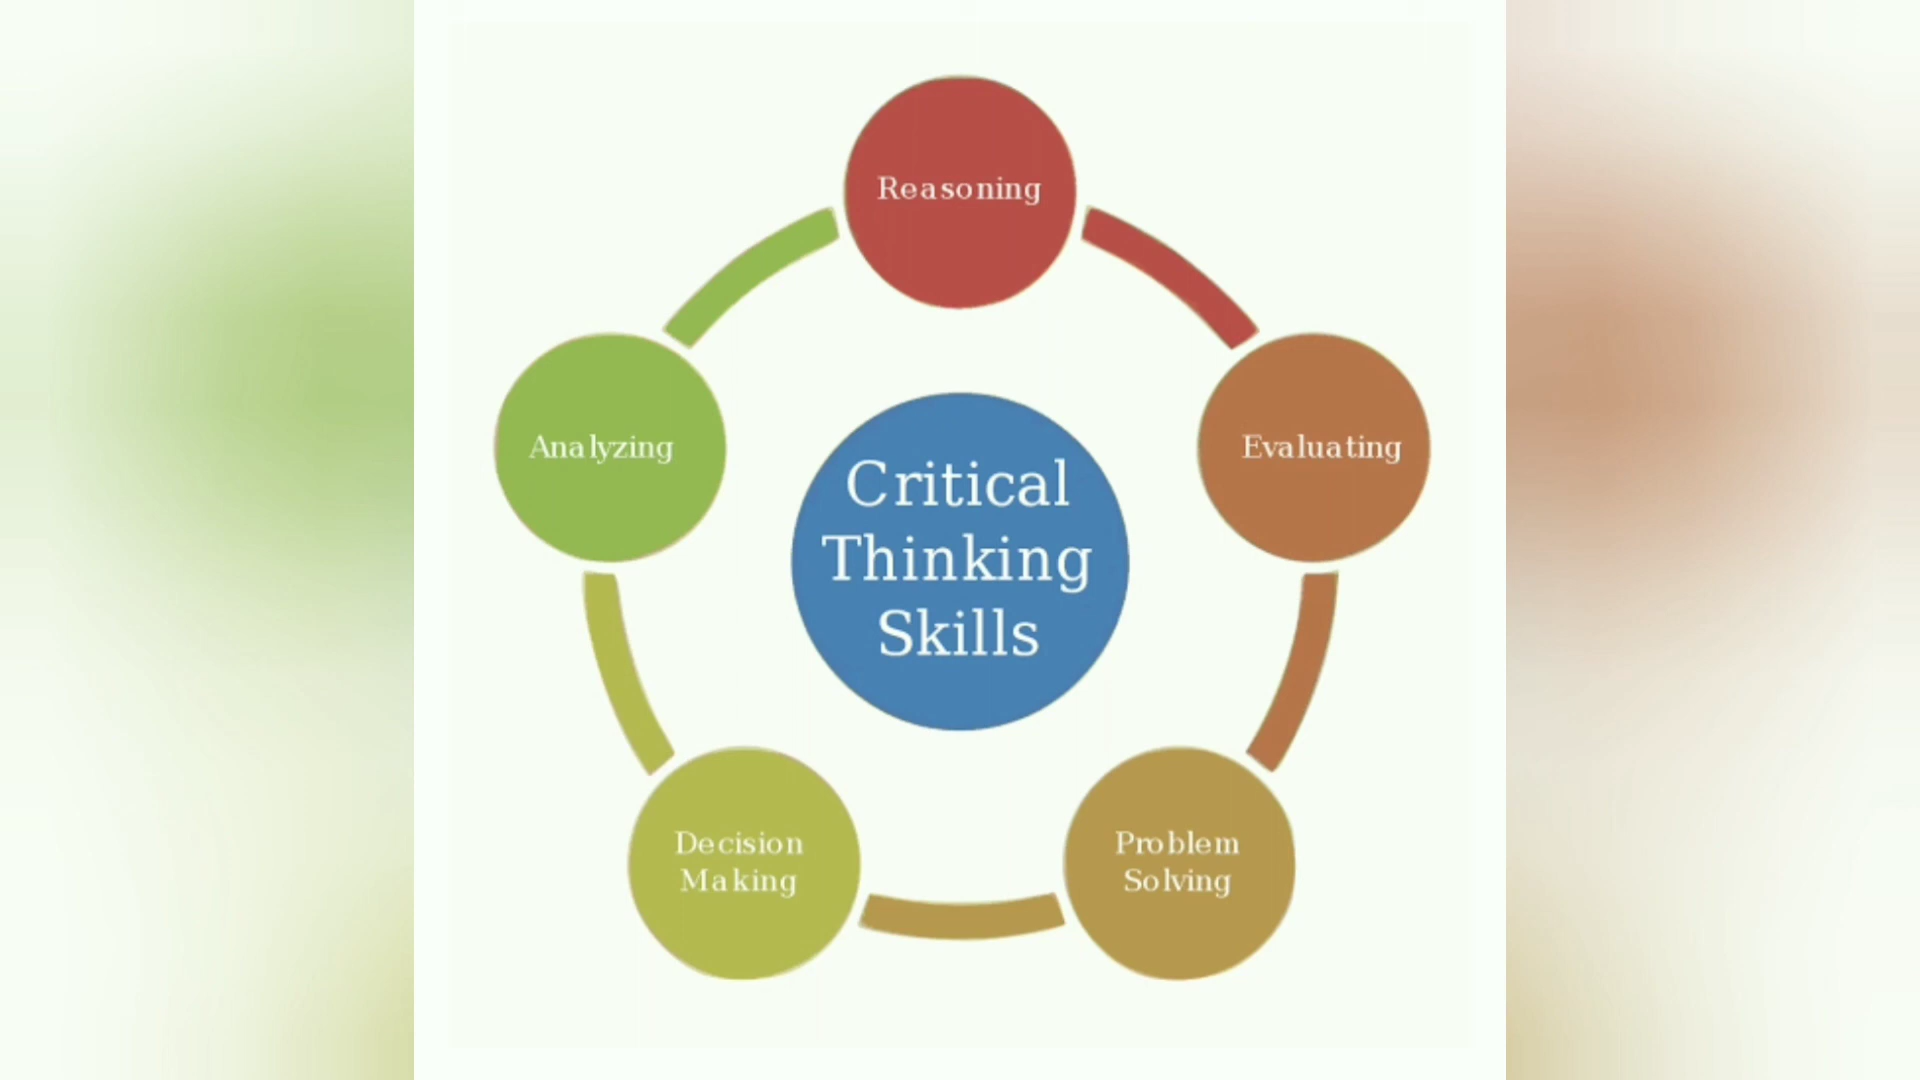 Reasoning
Analyzing
Evaluating
Critical
Thinking
Skills
Decision
Making
Problem
Solving